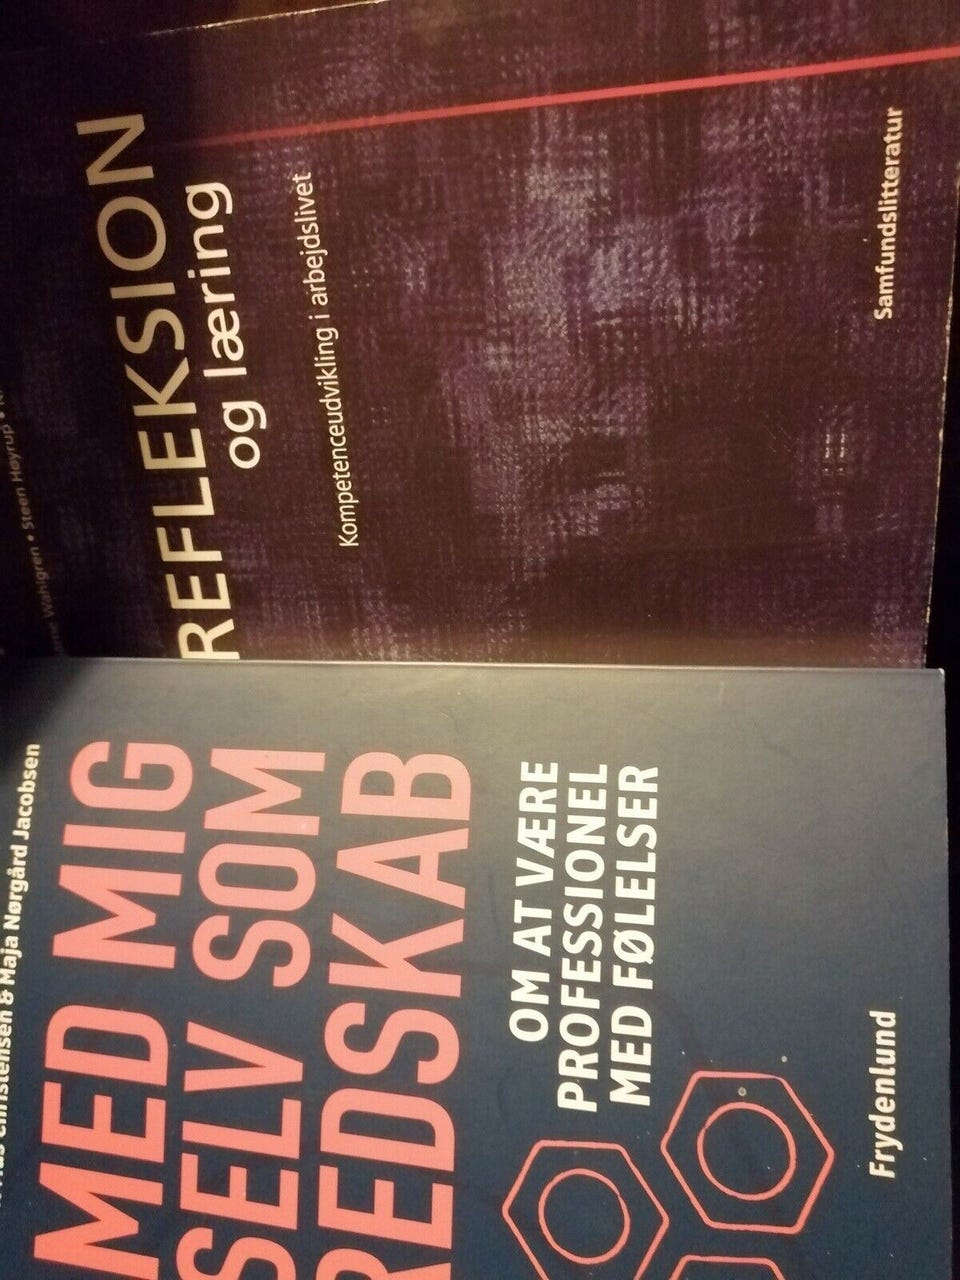 Wahlgren • Steen Høyrup •
REFLEKSION
og læring
Kompetenceudvikling i arbejdslivet
Samfundslitteratur
Christensen & Maja Nørgård Jacobsen
MED MIG
SELV SOM
REDSKAB
OM AT VÆRE
PROFESSIONEL
MED FØLELSER
Frydenlund